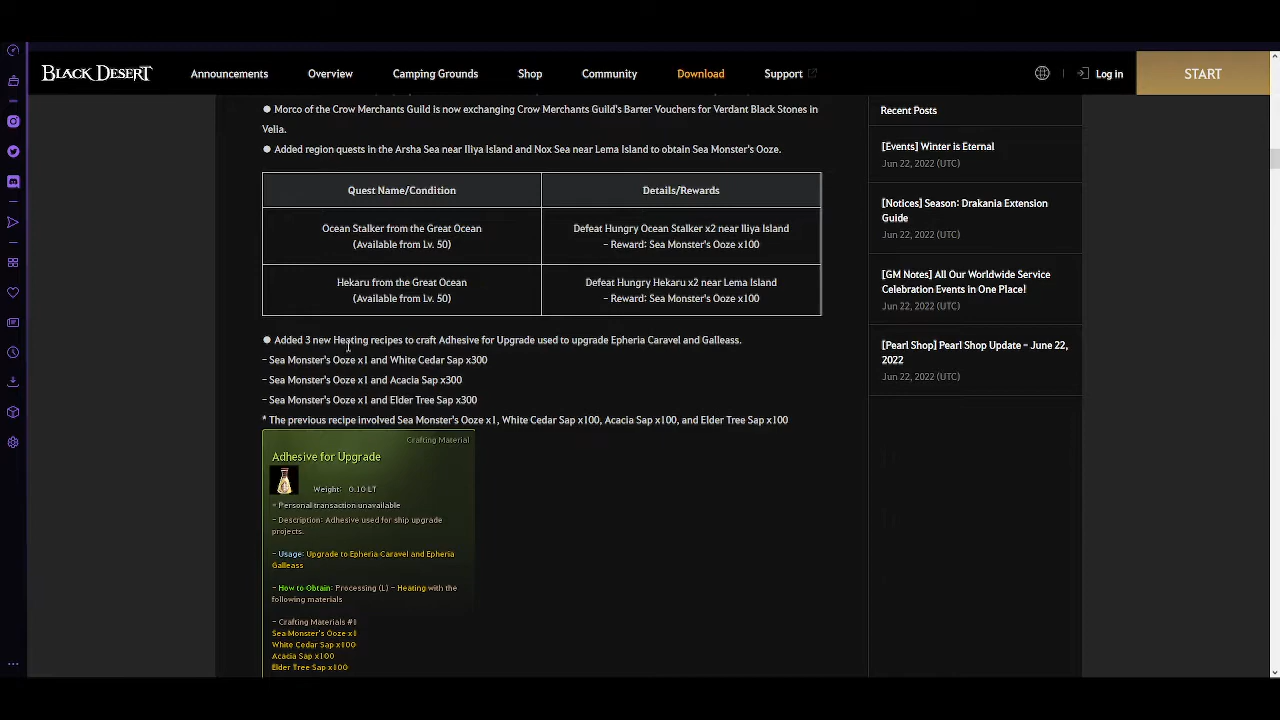 BLACK DESERT
Announcements
Overview
Camping Grounds
Shop
Community
Download
Support
Log in
START
● Morco of the Crow Merchants Guild is now exchanging Crow Merchants Guild's Barter Vouchers for Verdant Black Stones in
Velia.
● Added region quests in the Arsha Sea near Iliya Island and Nox Sea near Lema Island to obtain Sea Monster's Ooze.
Quest Name/Condition
Details/Rewards
Ocean Stalker from the Great Ocean
(Available from Lv. 50)
Defeat Hungry Ocean Stalker x2 near Iliya Island
- Reward: Sea Monster's Ooze x100
Hekaru from the Great Ocean
(Available from Lv. 50)
Defeat Hungry Hekaru x2 near Lema Island
- Reward: Sea Monster's Ooze x100
● Added 3 new Heating recipes to craft Adhesive for Upgrade used to upgrade Epheria Caravel and Galleass.
- Sea Monster's Ooze x1 and White Cedar Sap x300
- Sea Monster's Ooze x1 and Acacia Sap x300
- Sea Monster's Ooze x1 and Elder Tree Sap x300
* The previous recipe involved Sea Monster's Ooze x1, White Cedar Sap x100, Acacia Sap x100, and Elder Tree Sap x100
Crafting Material
Adhesive for Upgrade
Weight: 0.10 LT
* Personal transaction unavailable
- Description: Adhesive used for ship upgrade
projects.
- Usage: Upgrade to Epheria Caravel and Epheria
Galleass
- How to Obtain: Processing (L) - Heating with the
following materials
- Crafting Materials #1
Sea Monster's Ooze x1
White Cedar Sap x100
Acacia Sap x100
Elder Tree Sap x100
Recent Posts
[Events] Winter is Eternal
Jun 22, 2022 (UTC)
[Notices] Season: Drakania Extension
Guide
Jun 22, 2022 (UTC)
[GM Notes] All Our Worldwide Service
Celebration Events in One Place!
Jun 22, 2022 (UTC)
[Pearl Shop] Pearl Shop Update – June 22,
2022
Jun 22, 2022 (UTC)